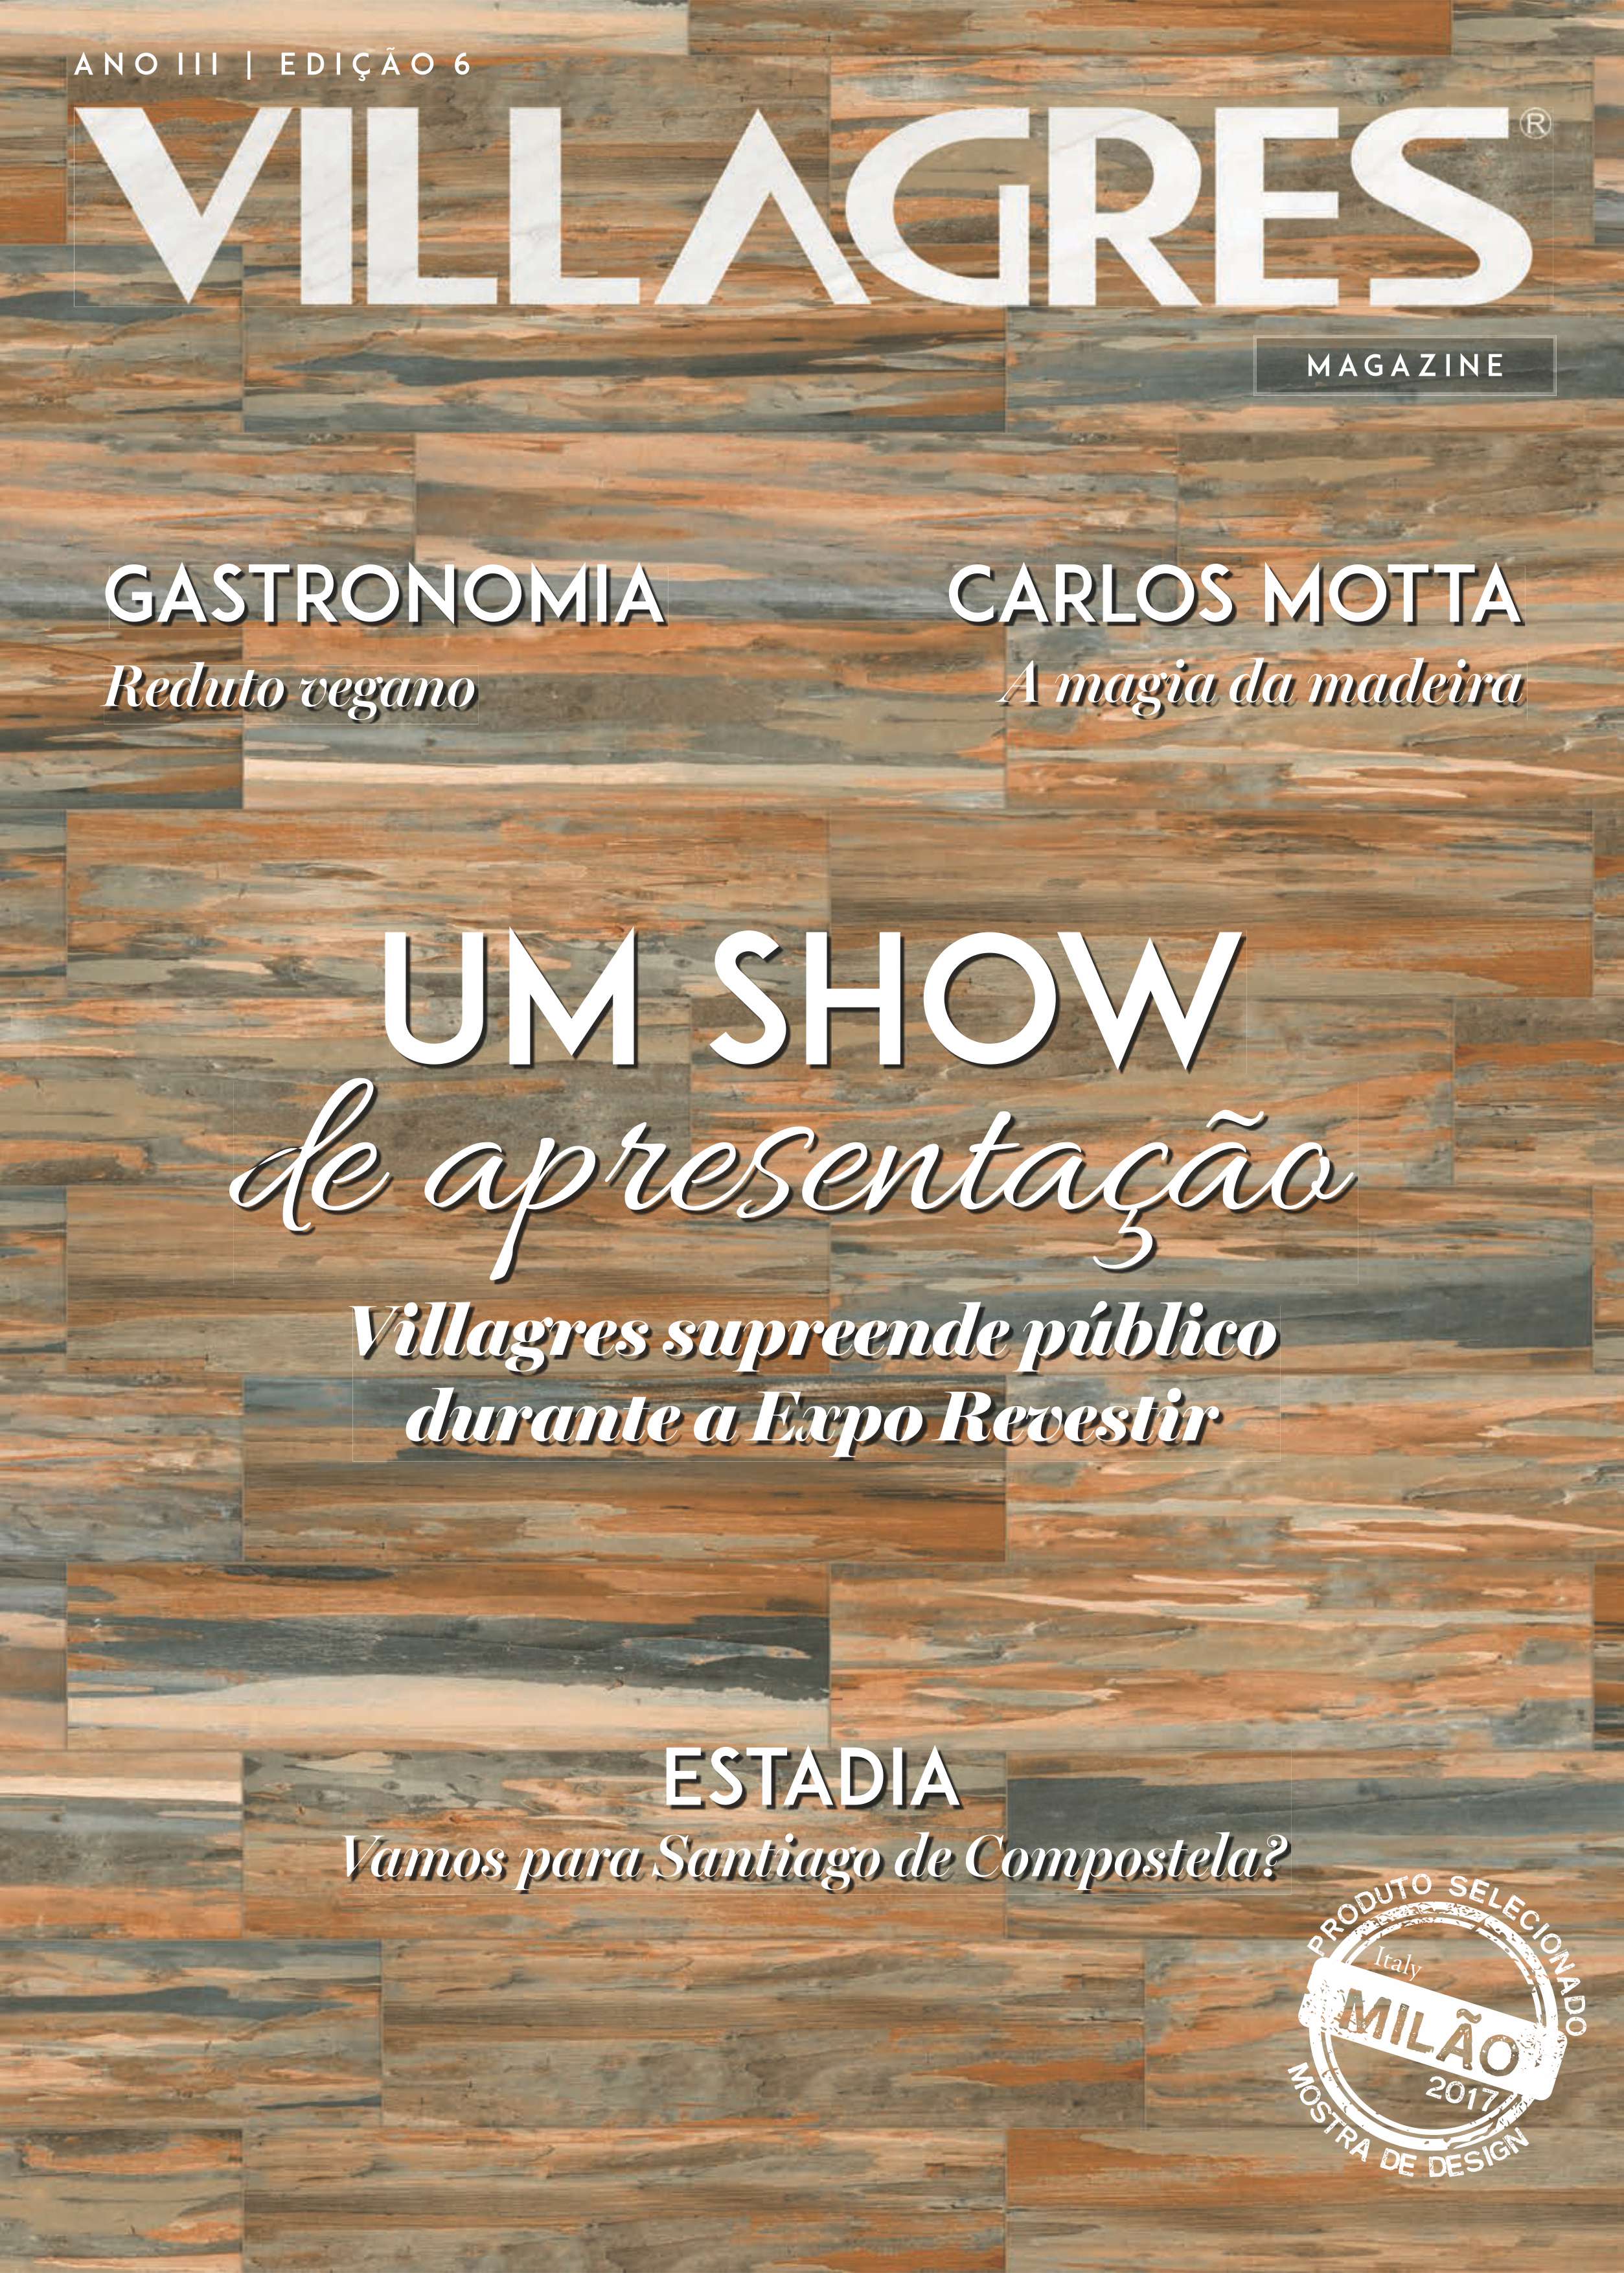 ANO III | EDIÇÃO 6
VILLAGRES®
MAGAZINE
GASTRONOMIA
Reduto vegano
CARLOS MOTTA
A magia da madeira
UM SHOW
de apresentação
Villagres supreende público
durante a Expo Revestir
ESTADIA
Vamos para Santiago de Compostela?
PRODUTO SELECIONADO
Italy
MILÃO
2017
MOSTRA DE DESIGN